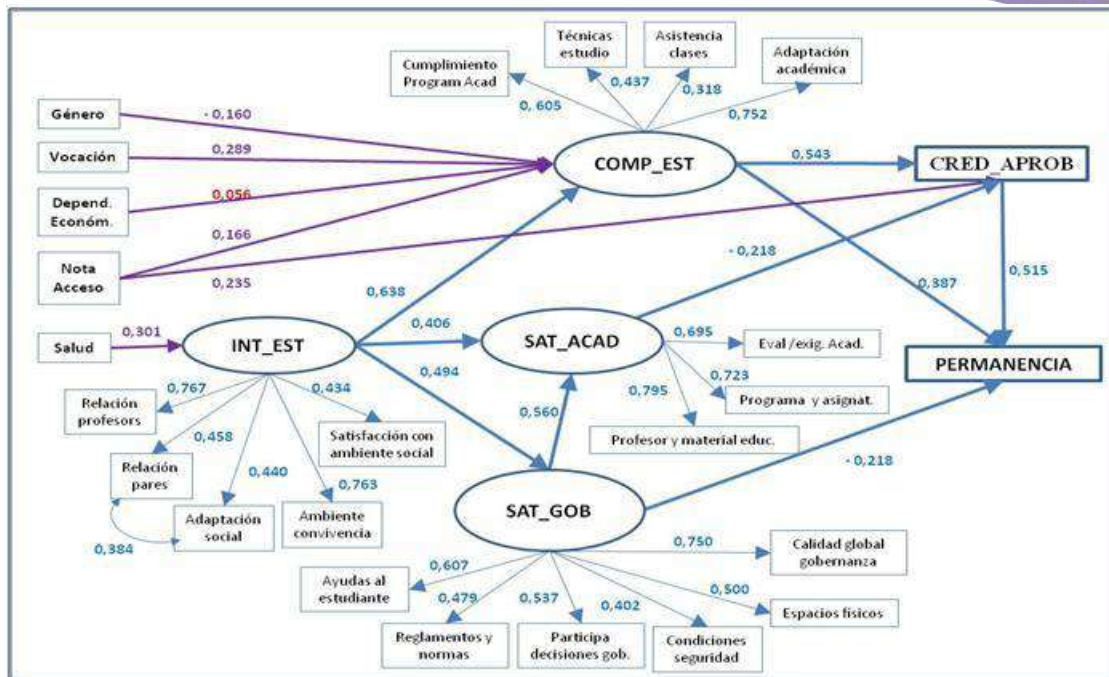 Técnicas
estudio
Asistencia
clases
Adaptación
académica
Cumplimiento
Program Acad
0,437
0,318
0, 605
0,752
Género
- 0,160
Vocación
0,289
COMP_EST
0,543
CRED_APROB
Depend.
Económ.
0,056
0,166
Nota
Acceso
0,235
- 0,218
0,387
0,515
0,638
Salud
0,301
INT_EST
0,406
SAT_ACAD
0,695
Eval /exig. Acad.
PERMANENCIA
0,494
0,767
0,434
0,723
0,795
Programa y asignat.
Relación
profesors
0,458
Satisfacción con
ambiente social
0,560
Profesor y material educ.
Relación
pares
0,440
0,763
- 0,218
Adaptación
social
Ambiente
convivencia
SAT_GOB
0,384
0,750
Calidad global
gobernanza
Ayudas al
estudiante
0,607
0,479
0,537
0,402
0,500
Espacios físicos
Reglamentos y
normas
Participa
decisiones gob.
Condiciones
seguridad